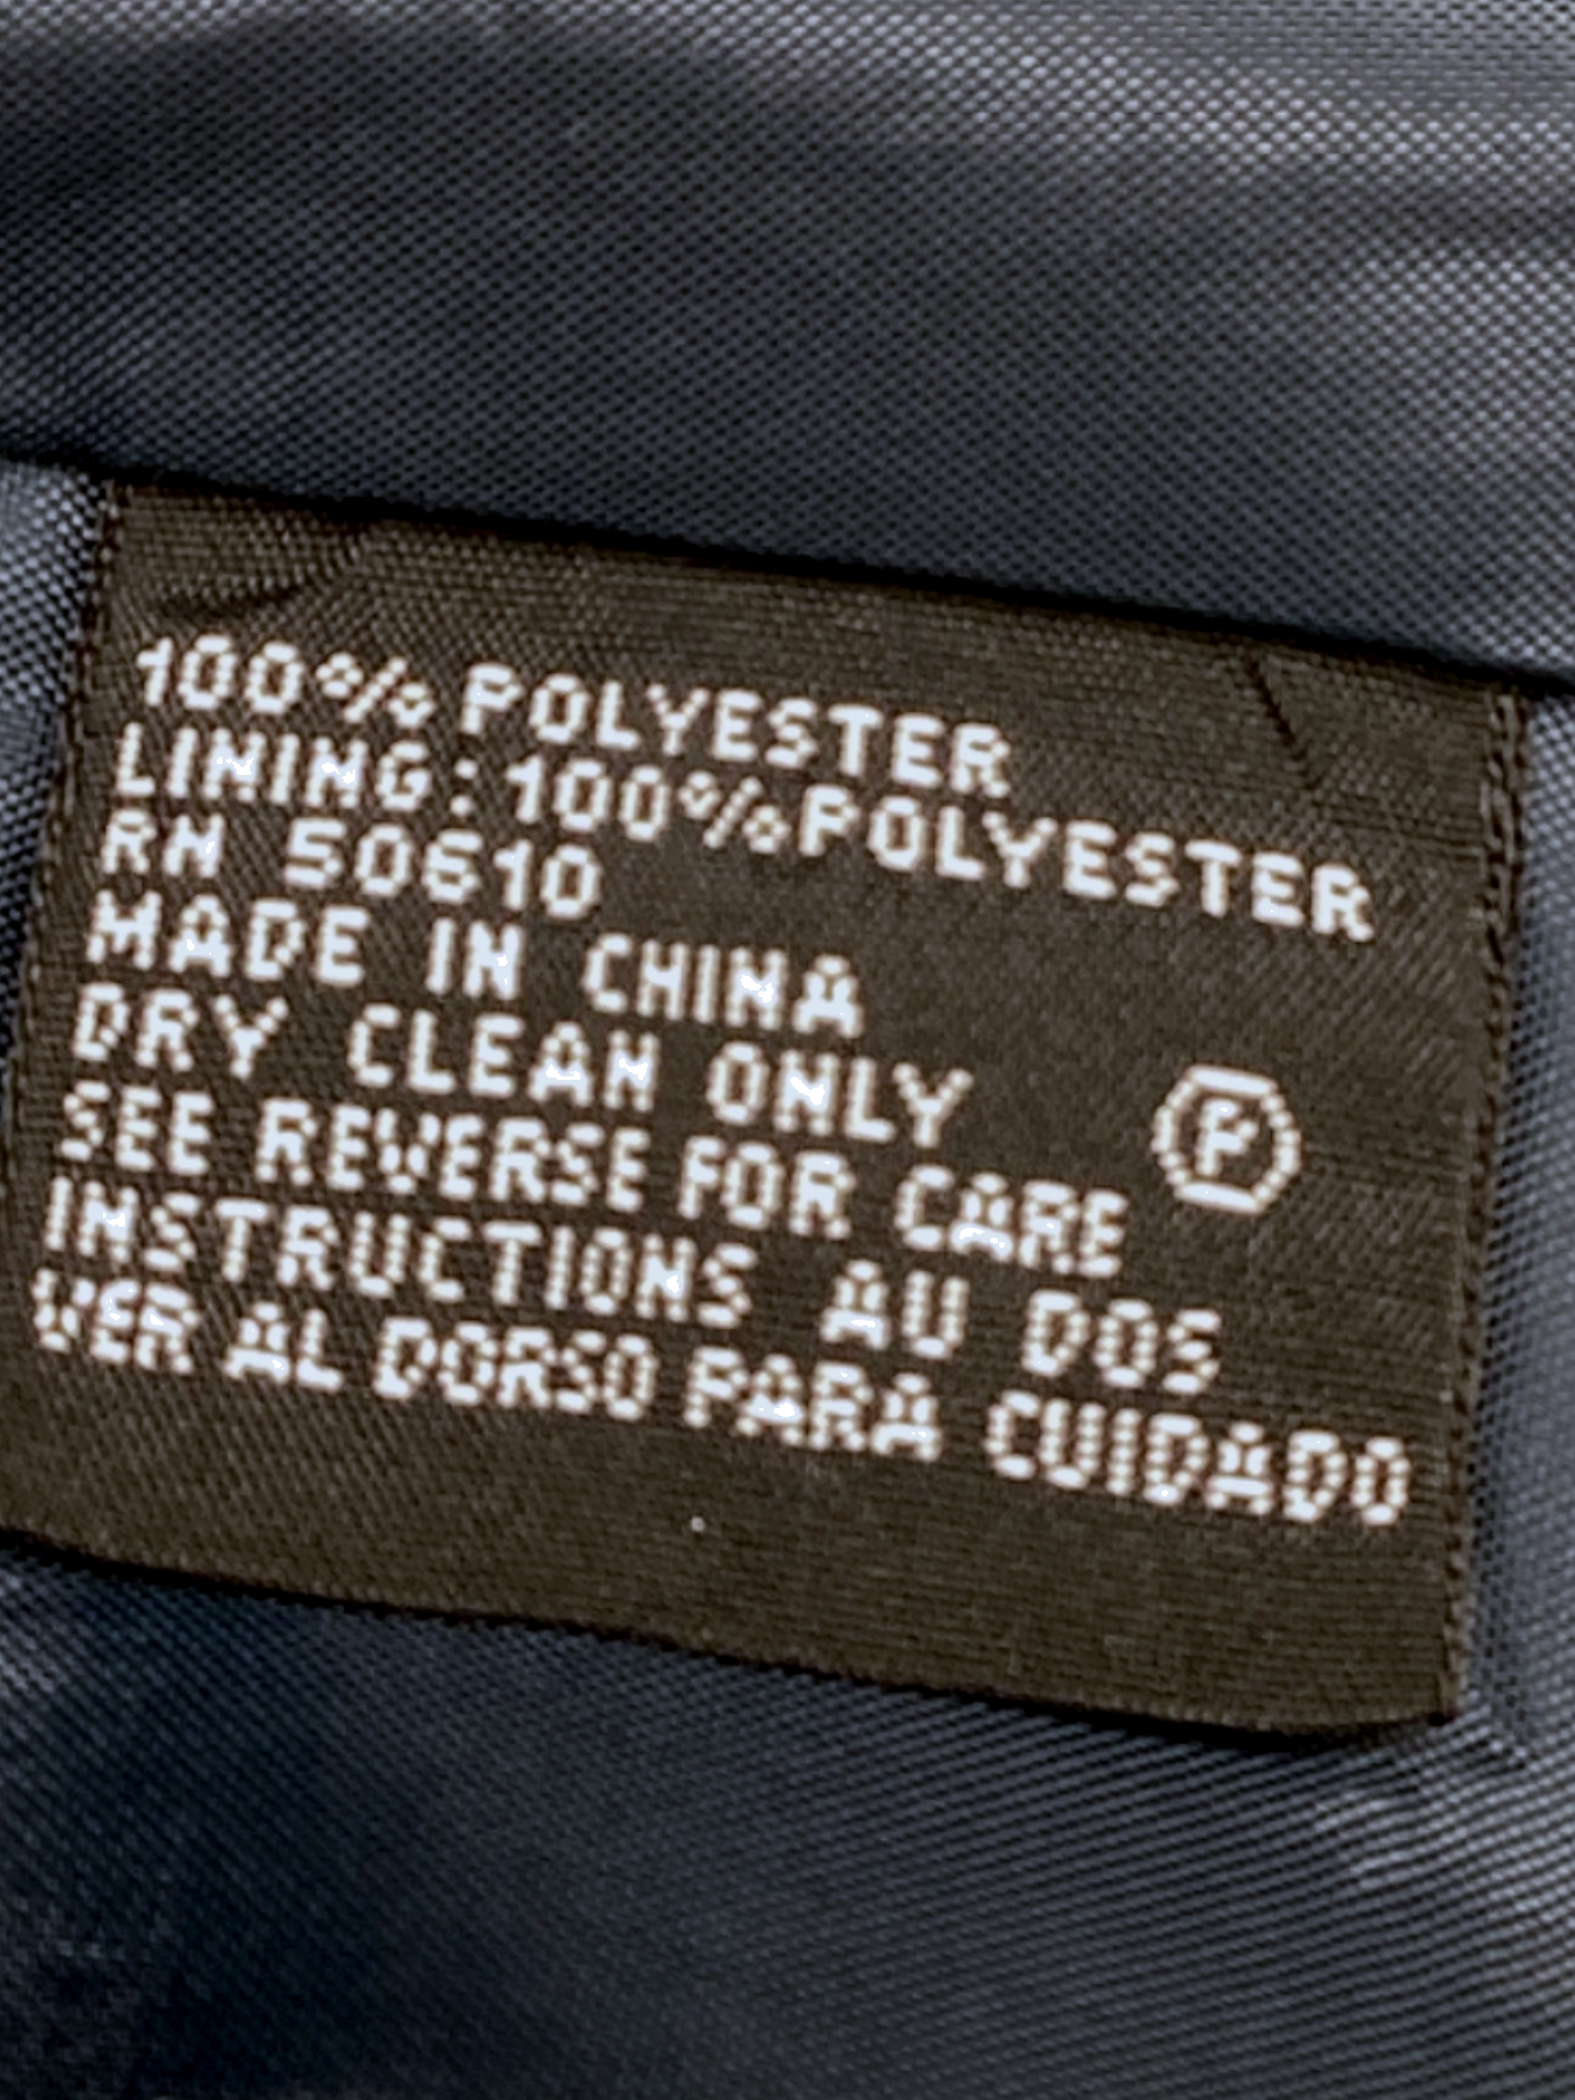 100% POLYESTER
LINING: 100% POLYESTER
RN 50610
MADE IN CHINA
DRY CLEAN ONLY
P
SEE REVERSE FOR CARE
INSTRUCTIONS AU DOS
VER AL DORSO PARA CUIDADO